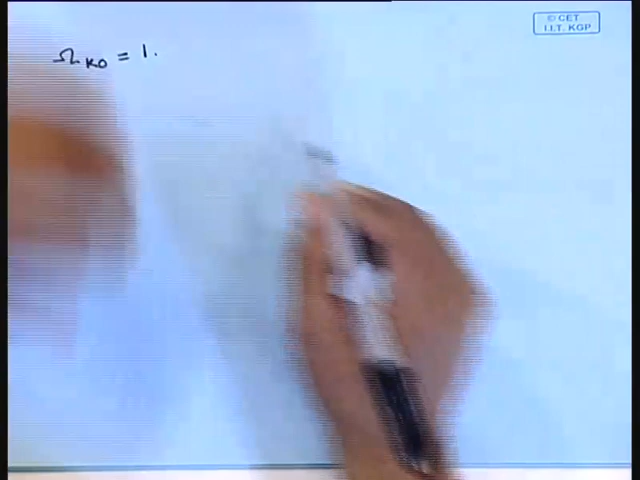 Ω_K0 = 1.
© CET
I.I.T. KGP